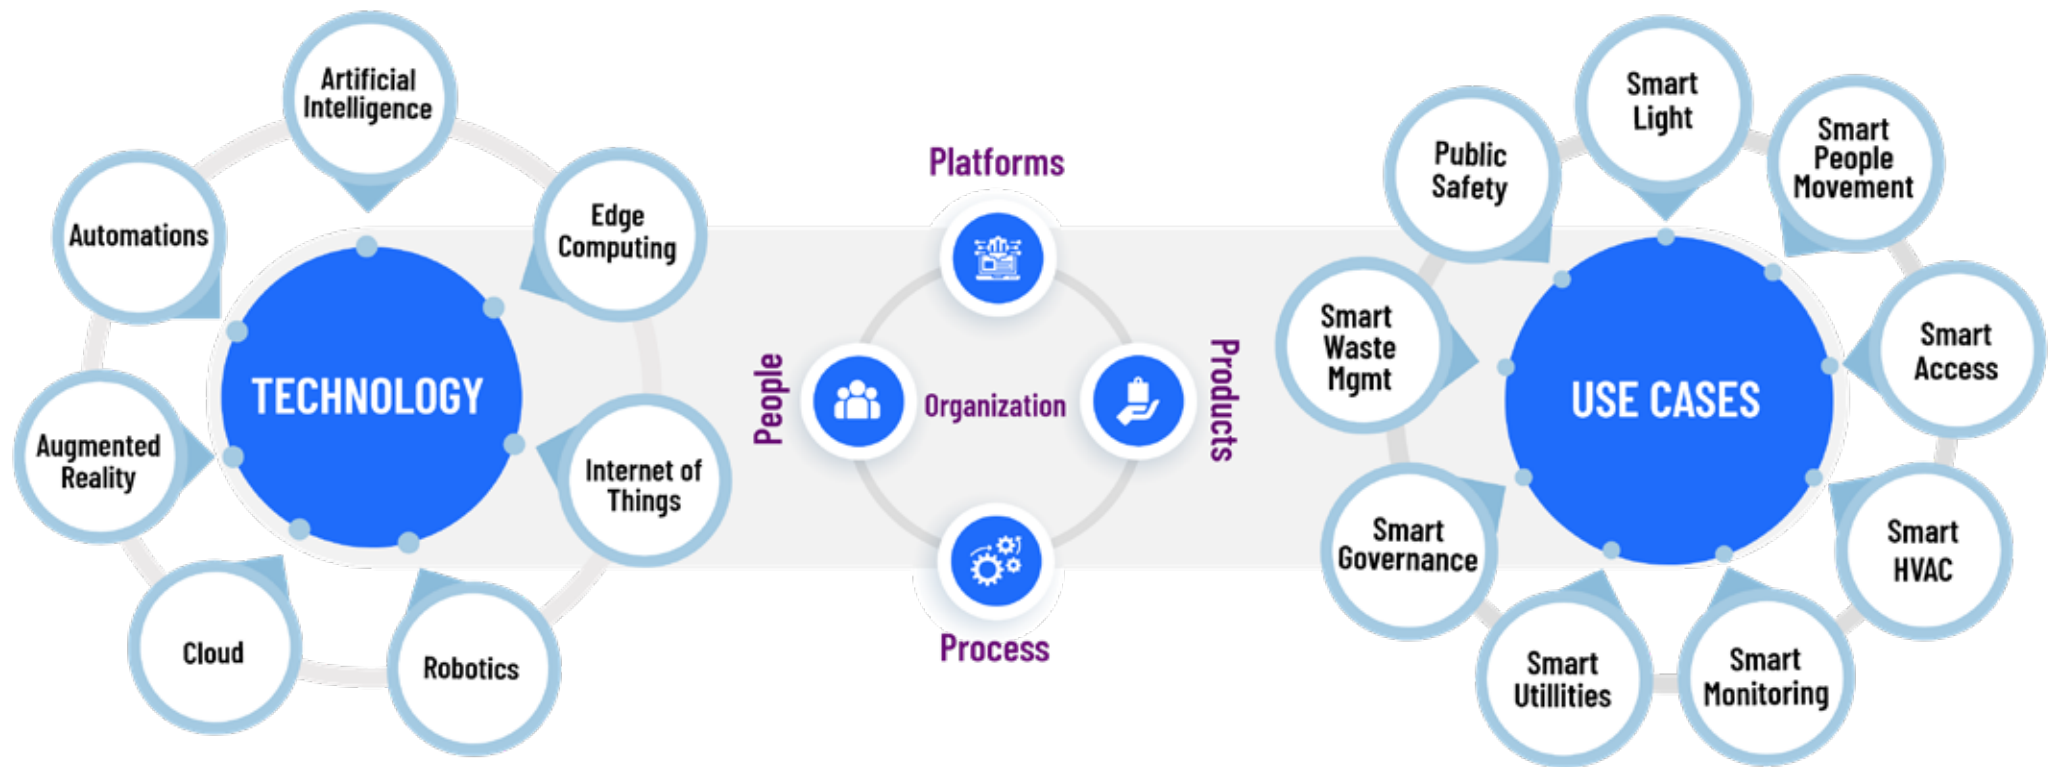 Artificial
Intelligence
Edge
Computing
Internet of
Things
Robotics
Cloud
Augmented
Reality
Automations
TECHNOLOGY
Platforms
People
Organization
Products
Process
Smart
Light
Smart
People
Movement
Smart
Access
Smart
HVAC
Smart
Monitoring
Smart
Utillities
Smart
Governance
Smart
Waste
Mgmt
Public
Safety
USE CASES